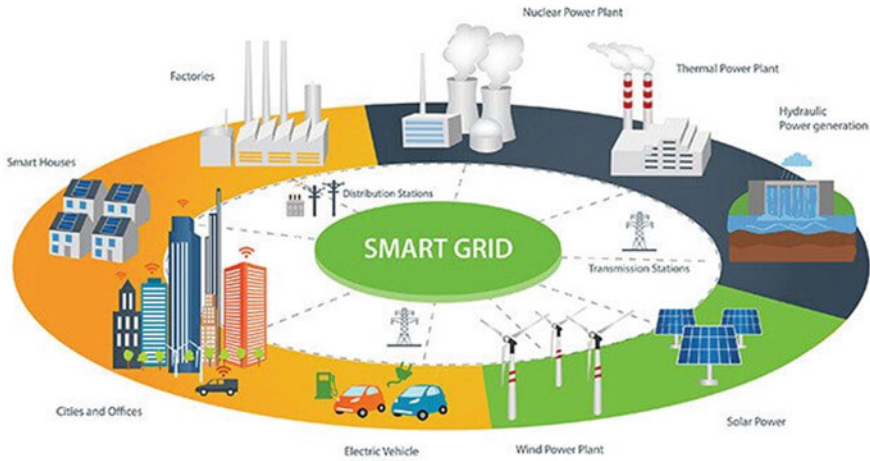 Nuclear Power Plant
Factories
Thermal Power Plant
Hydraulic
Power generation
Smart Houses
Distribution Stations
SMART GRID
Transmission Stations
Cities and Offices
Electric Vehicle
Wind Power Plant
Solar Power